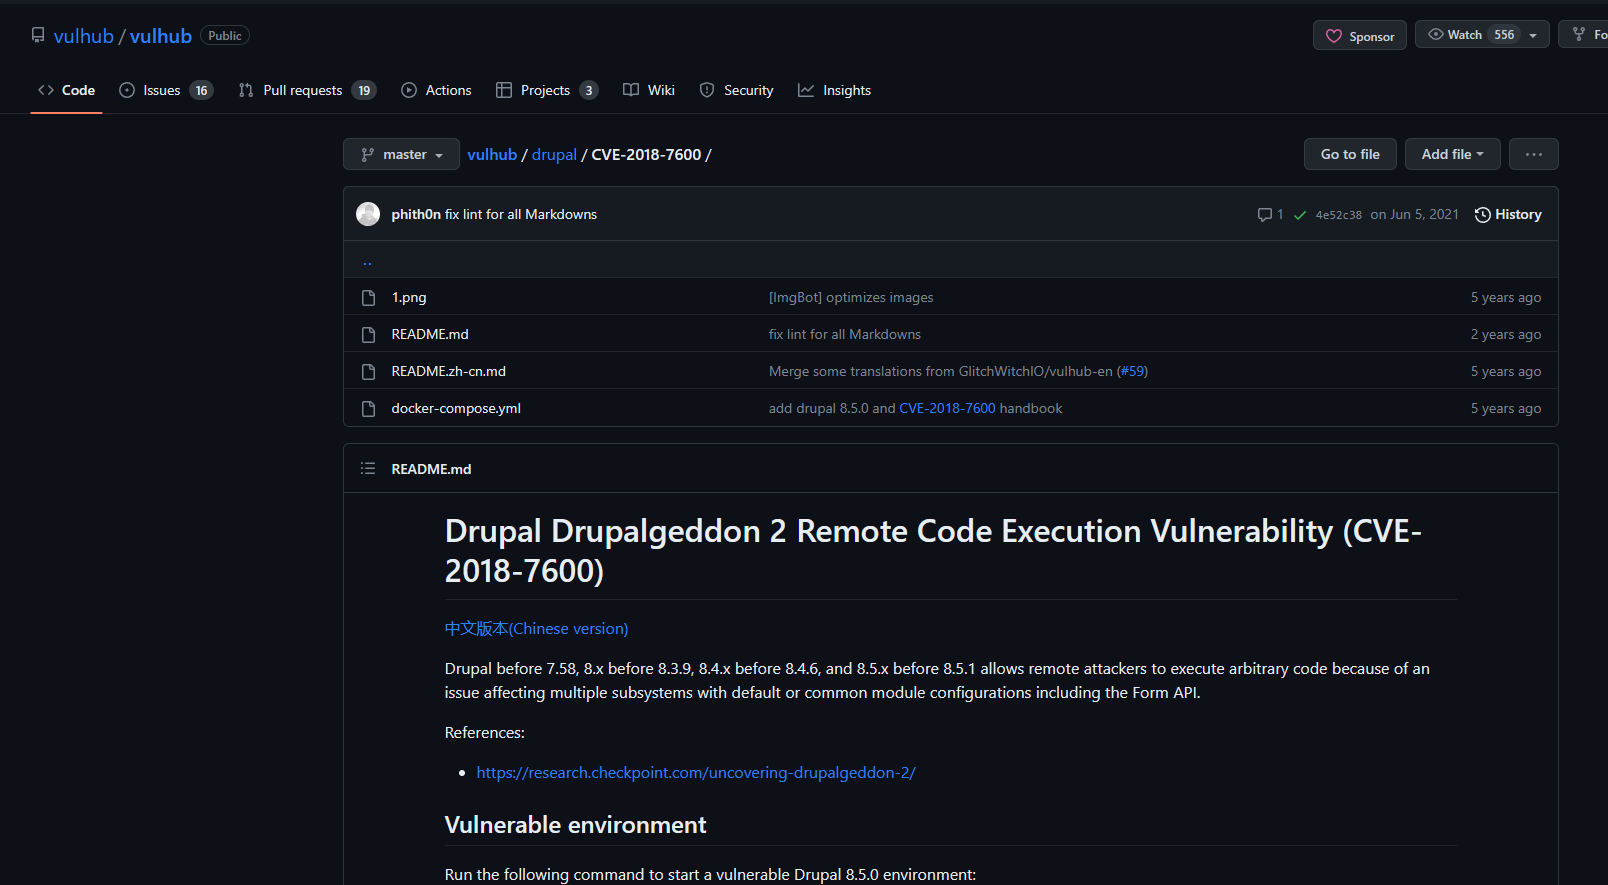 vulhub / vulhub Public
Sponsor
Watch 556
Fo
Code
Issues 16
Pull requests 19
Actions
Projects 3
Wiki
Security
Insights
master
vulhub / drupal / CVE-2018-7600 /
Go to file
Add file
...
phith0n fix lint for all Markdowns
1
4e52c38 on Jun 5, 2021
History
..
1.png [ImgBot] optimizes images 5 years ago
README.md fix lint for all Markdowns 2 years ago
README.zh-cn.md Merge some translations from GlitchWitchIO/vulhub-en (#59) 5 years ago
docker-compose.yml add drupal 8.5.0 and CVE-2018-7600 handbook 5 years ago
README.md
Drupal Drupalgeddon 2 Remote Code Execution Vulnerability (CVE-
2018-7600)
中文版本(Chinese version)
Drupal before 7.58, 8.x before 8.3.9, 8.4.x before 8.4.6, and 8.5.x before 8.5.1 allows remote attackers to execute arbitrary code because of an
issue affecting multiple subsystems with default or common module configurations including the Form API.
References:
• https://research.checkpoint.com/uncovering-drupalgeddon-2/
Vulnerable environment
Run the following command to start a vulnerable Drupal 8.5.0 environment: